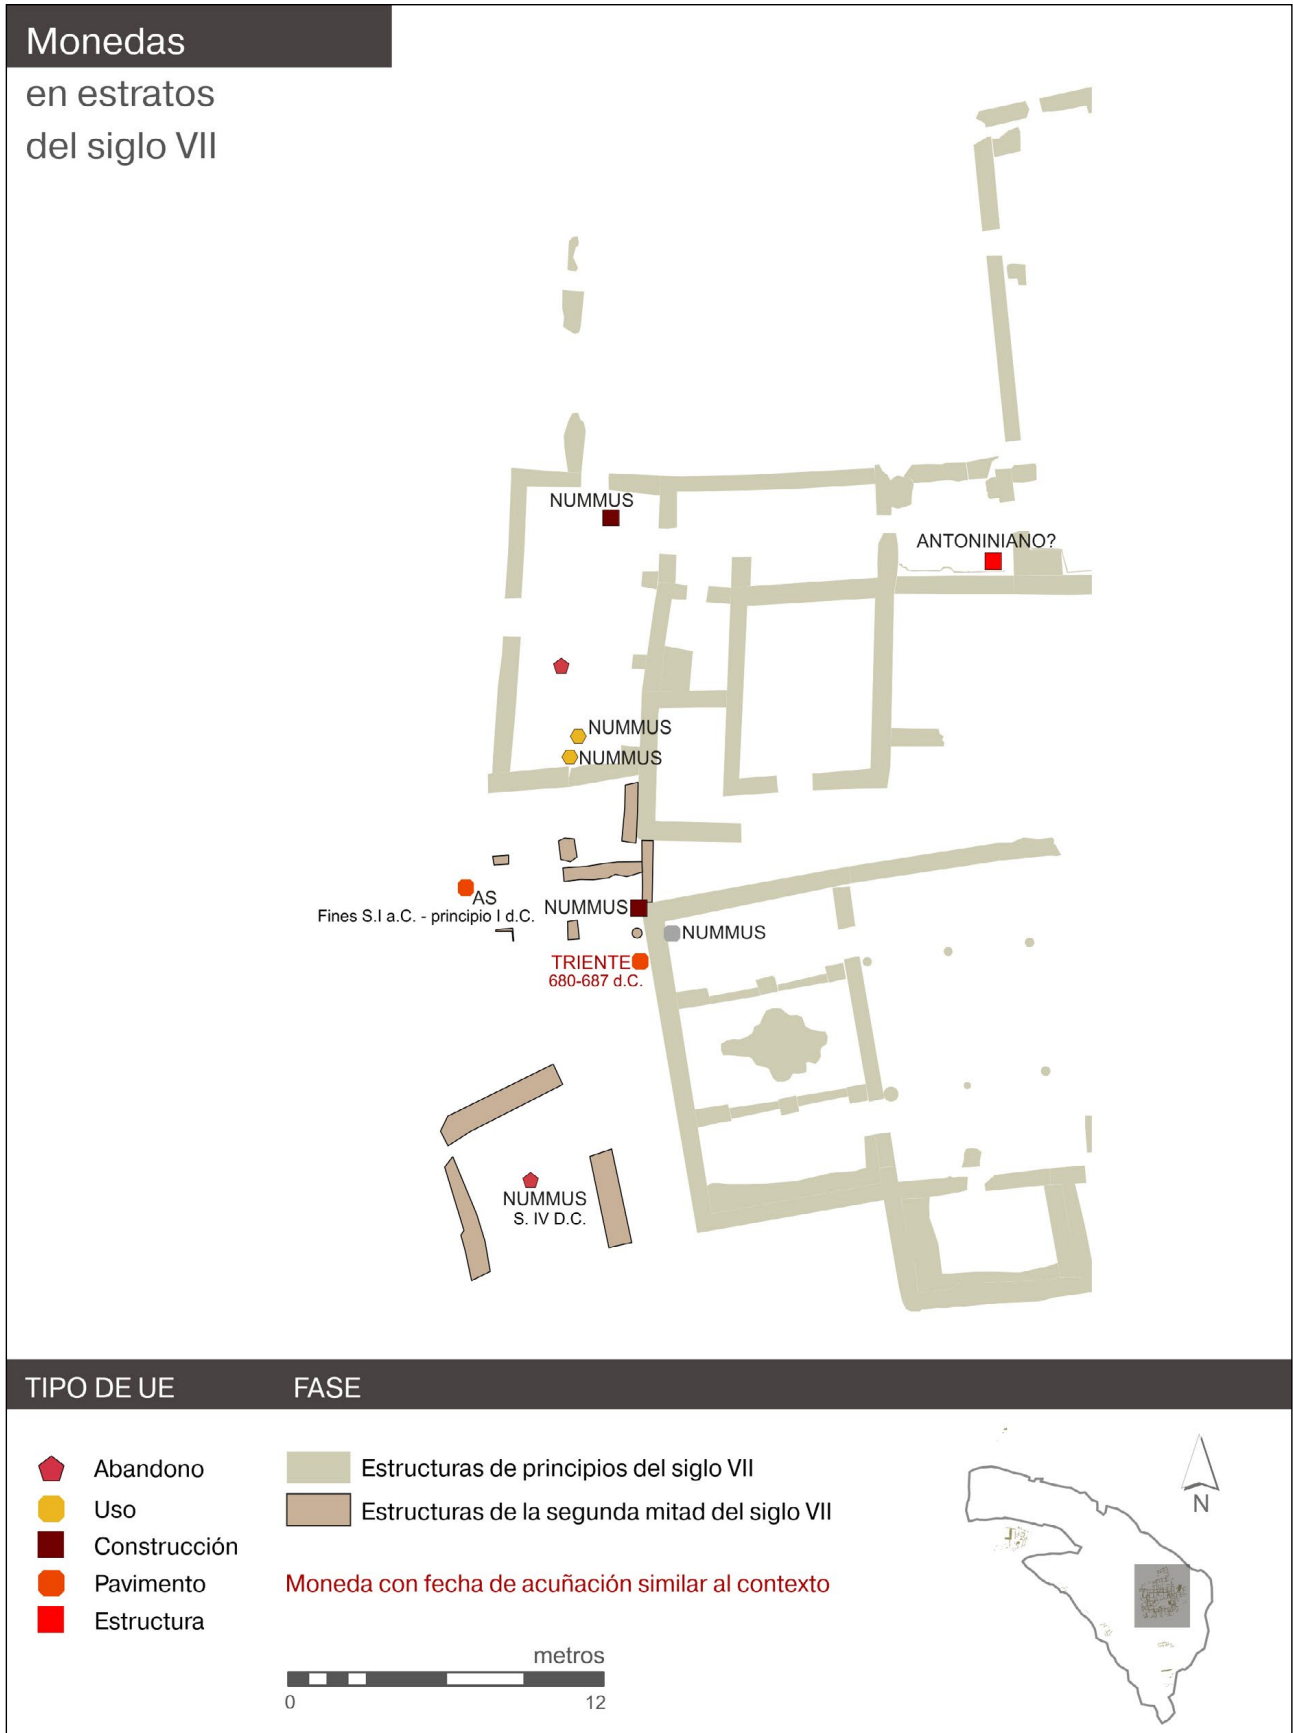 Monedas
en estratos
del siglo VII
NUMMUS
ANTONINIANO?
NUMMUS
NUMMUS
AS
Fines S.I a.C. - principio I d.C.
NUMMUS
NUMMUS
TRIENTE
680-687 d.C.
NUMMUS
S. IV D.C.
TIPO DE UE
FASE
Abandono
Uso
Construcción
Pavimento
Estructura
Estructuras de principios del siglo VII
Estructuras de la segunda mitad del siglo VII
Moneda con fecha de acuñación similar al contexto
metros
0 12
N